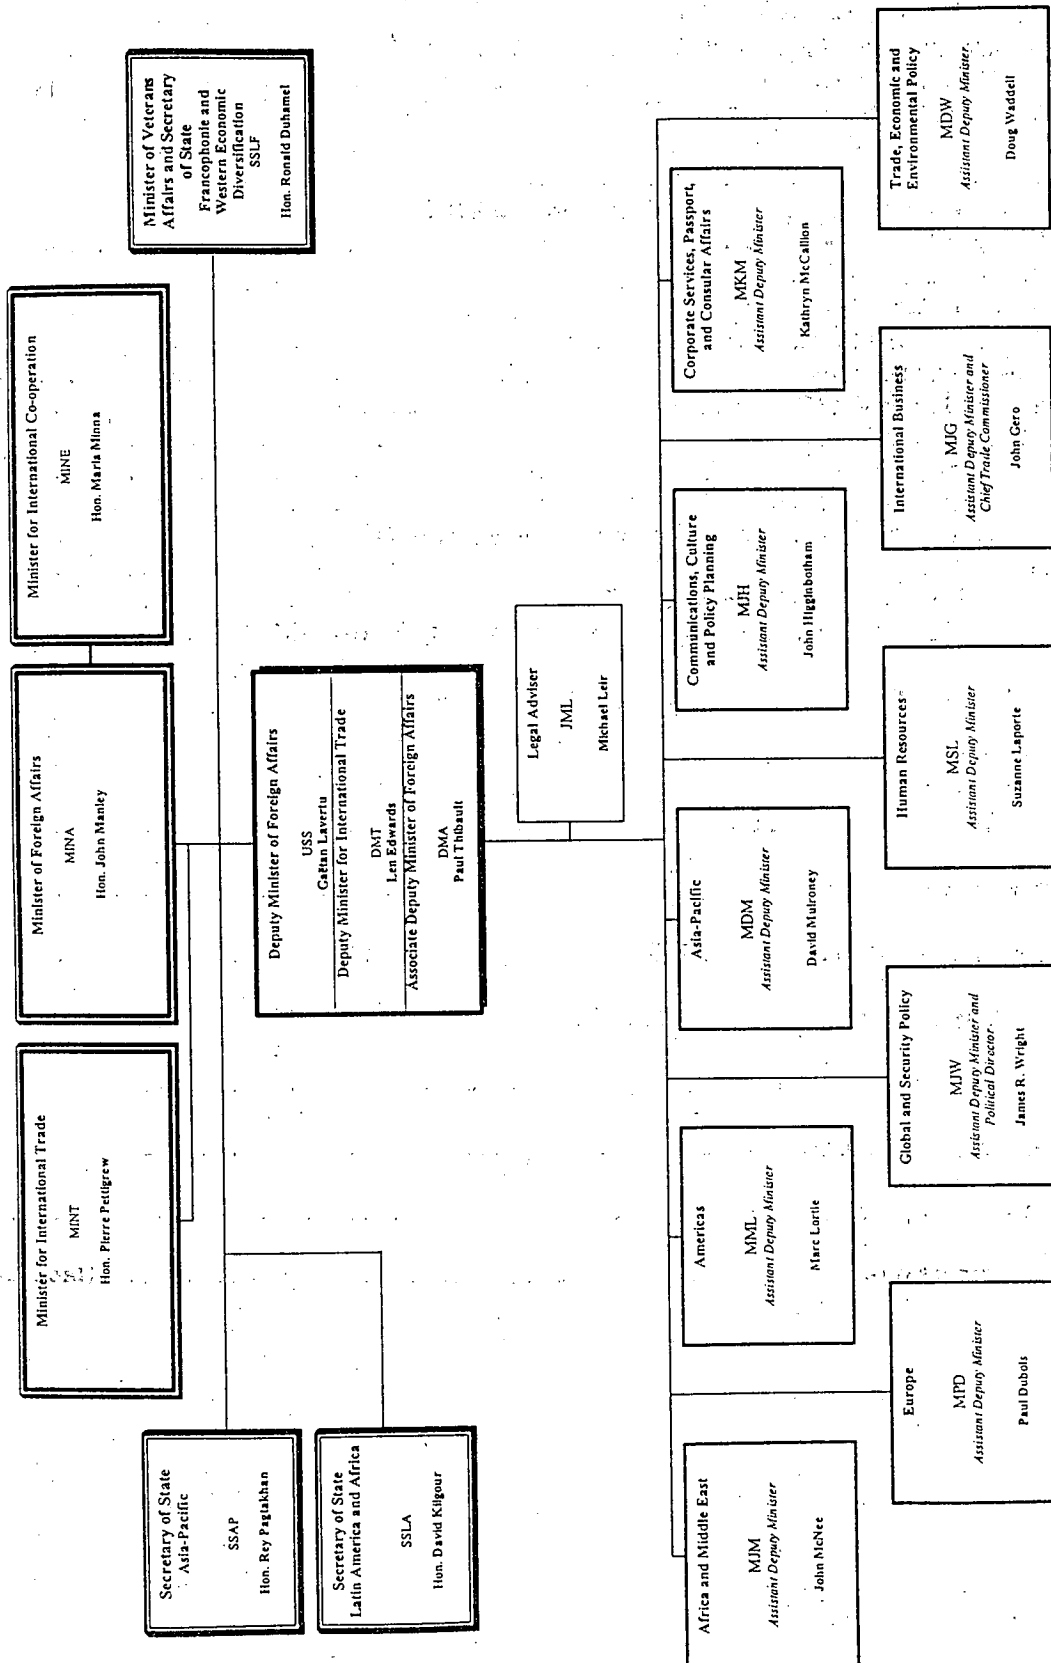 Minister for International Trade
MINT
Hon. Pierre Pettigrew
Minister of Foreign Affairs
MINA
Hon. John Manley
Minister for International Co-operation
MINE
Hon. Maria Minna
Secretary of State
Asia-Pacific
SSAP
Hon. Rey Pagtakhan
Secretary of State
Latin America and Africa
SSLA
Hon. David Kilgour
Minister of Veterans
Affairs and Secretary
of State
Francophonie and
Western Economic
Diversification
SSLF
Hon. Ronald Duhamel
Deputy Minister of Foreign Affairs
USS
Gaëtan Lavertu
Deputy Minister for International Trade
DMT
Len Edwards
Associate Deputy Minister of Foreign Affairs
DMA
Paul Thibault
Legal Adviser
JML
Michael Leir
Africa and Middle East
MJM
Assistant Deputy Minister
John McNee
Americas
MML
Assistant Deputy Minister
Marc Lortie
Asia-Pacific
MDM
Assistant Deputy Minister
David Mulroney
Communications, Culture
and Policy Planning
MJH
Assistant Deputy Minister
John Higginbotham
Corporate Services, Passport,
and Consular Affairs
MKM
Assistant Deputy Minister
Kathryn McCallion
Europe
MPD
Assistant Deputy Minister
Paul Dubois
Global and Security Policy
MJW
Assistant Deputy Minister and
Political Director
James R. Wright
Human Resources
MSL
Assistant Deputy Minister
Suzanne Laporte
International Business
MJG
Assistant Deputy Minister and
Chief Trade Commissioner
John Gero
Trade, Economic and
Environmental Policy
MDW
Assistant Deputy Minister
Doug Waddell